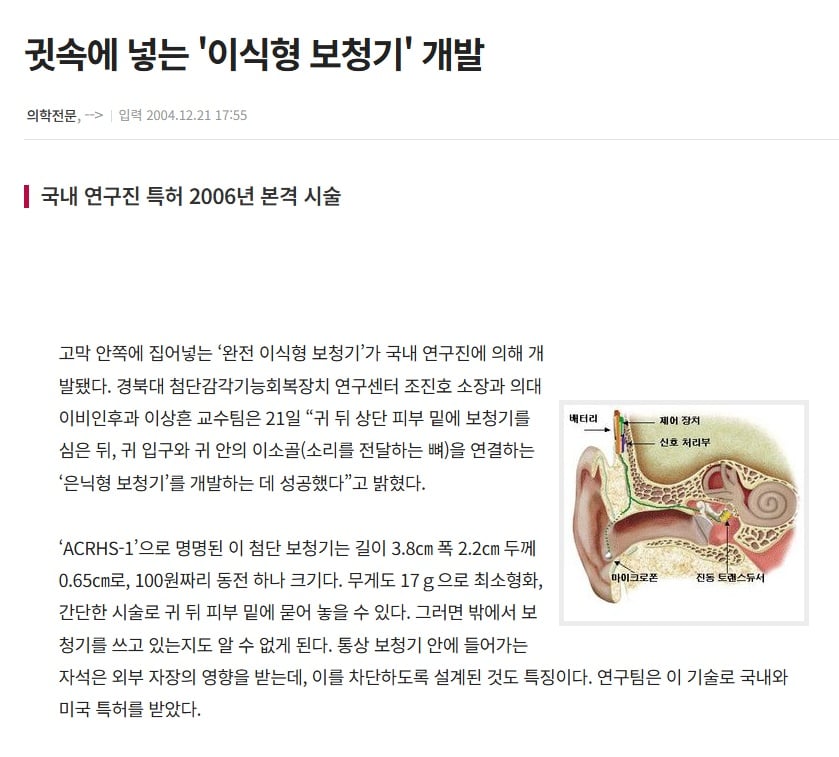 귓속에 넣는 '이식형 보청기' 개발
의학전문, --> | 입력 2004.12.21 17:55
국내 연구진 특허 2006년 본격 시술
고막 안쪽에 집어넣는 ‘완전 이식형 보청기’가 국내 연구진에 의해 개
발됐다. 경북대 첨단감각기능회복장치 연구센터 조진호 소장과 의대
이비인후과 이상흔 교수팀은 21일 “귀 뒤 상단 피부 밑에 보청기를
심은 뒤, 귀 입구와 귀 안의 이소골(소리를 전달하는 뼈)을 연결하는
‘은닉형 보청기’를 개발하는 데 성공했다”고 밝혔다.
배터리
제어 장치
신호 처리부
마이크로폰
진동 트랜스듀서
‘ACRHS-1’으로 명명된 이 첨단 보청기는 길이 3.8㎝ 폭 2.2㎝ 두께
0.65㎝로, 100원짜리 동전 하나 크기다. 무게도 17ｇ으로 최소형화,
간단한 시술로 귀 뒤 피부 밑에 묻어 놓을 수 있다. 그러면 밖에서 보
청기를 쓰고 있는지도 알 수 없게 된다. 통상 보청기 안에 들어가는
자석은 외부 자장의 영향을 받는데, 이를 차단하도록 설계된 것도 특징이다. 연구팀은 이 기술로 국내와
미국 특허를 받았다.